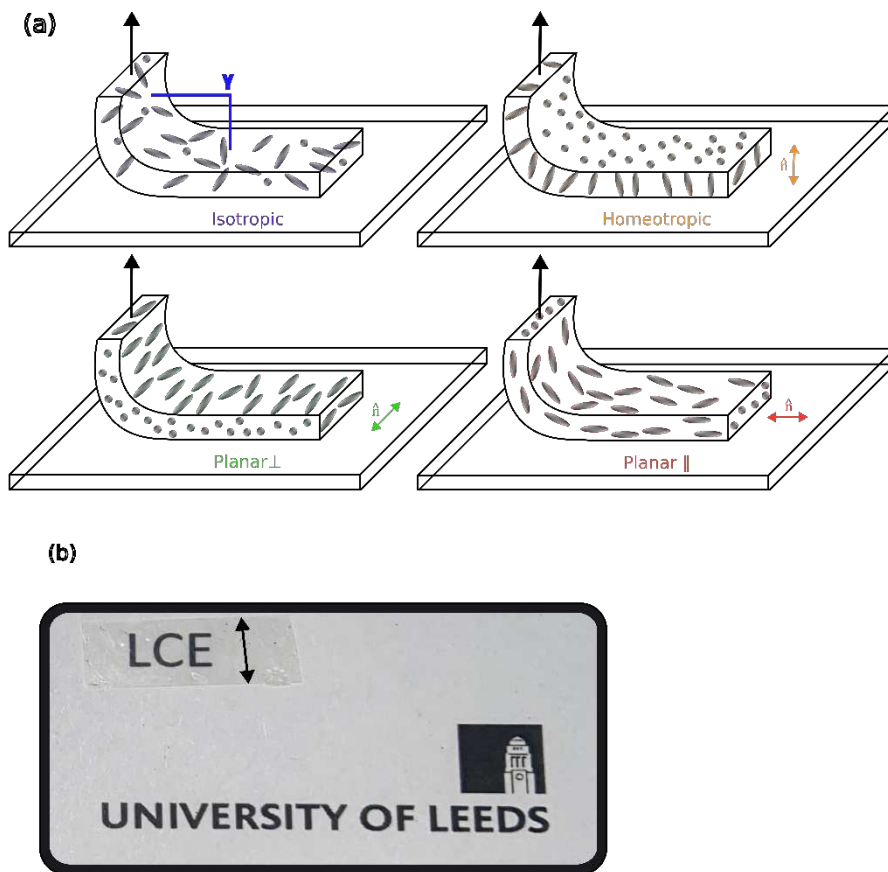 (a)
γ
Isotropic
Homeotropic
n̂
Planar⊥
n̂
Planar ∥
n̂
(b)
LCE
UNIVERSITY OF LEEDS